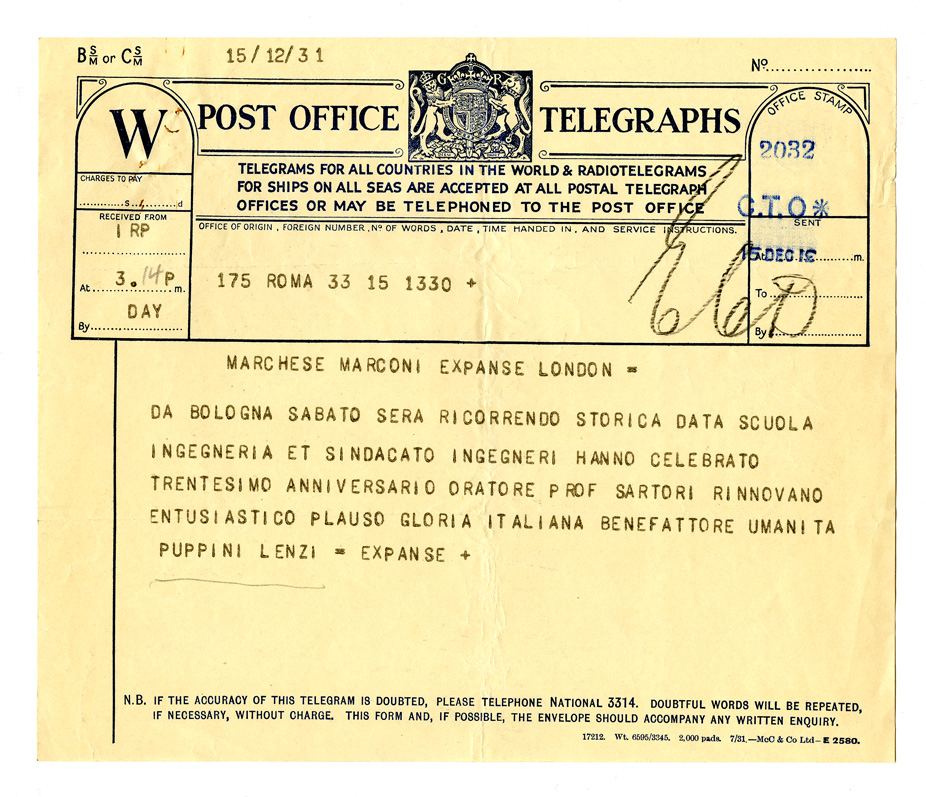 B S/M or C S/M 15/12/31 Nº
G R
W
POST OFFICE TELEGRAPHS
OFFICE STAMP
2032
TELEGRAMS FOR ALL COUNTRIES IN THE WORLD & RADIOTELEGRAMS
FOR SHIPS ON ALL SEAS ARE ACCEPTED AT ALL POSTAL TELEGRAPH
OFFICES OR MAY BE TELEPHONED TO THE POST OFFICE
CHARGES TO PAY
s. d
C.T.O*
SENT
RECEIVED FROM
1 RP
OFFICE OF ORIGIN, FOREIGN NUMBER, Nº OF WORDS, DATE, TIME HANDED IN, AND SERVICE INSTRUCTIONS.
15 DEC
At m.
At 3.14P m.
175 ROMA 33 15 1330 +
To
By DAY
By
MARCHESE MARCONI EXPANSE LONDON =
DA BOLOGNA SABATO SERA RICORRENDO STORICA DATA SCUOLA
INGEGNERIA ET SINDACATO INGEGNERI HANNO CELEBRATO
TRENTESIMO ANNIVERSARIO ORATORE PROF SARTORI RINNOVANO
ENTUSIASTICO PLAUSO GLORIA ITALIANA BENEFATTORE UMANITA
PUPPINI LENZI = EXPANSE +
N.B. IF THE ACCURACY OF THIS TELEGRAM IS DOUBTED, PLEASE TELEPHONE NATIONAL 3314. DOUBTFUL WORDS WILL BE REPEATED,
IF NECESSARY, WITHOUT CHARGE. THIS FORM AND, IF POSSIBLE, THE ENVELOPE SHOULD ACCOMPANY ANY WRITTEN ENQUIRY.
17212. Wt. 6595/3345. 2,000 pads. 7/31.—McC & Co Ltd—E 2580.